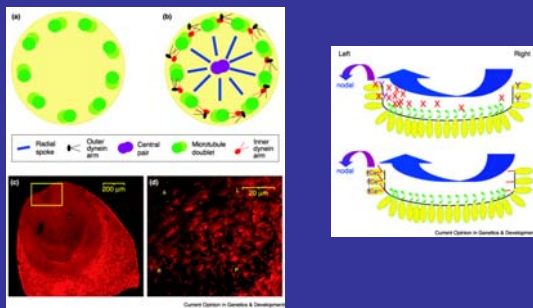 (a)
(b)
Radial spoke
Outer dynein arm
Central pair
Microtubule doublet
Inner dynein arm
(c)
200 µm
(d)
20 µm
Current Opinion in Genetics & Development
Left
Right
nodal
X X X X X X X X X X X
Y
Y
nodal
Current Opinion in Genetics & Development